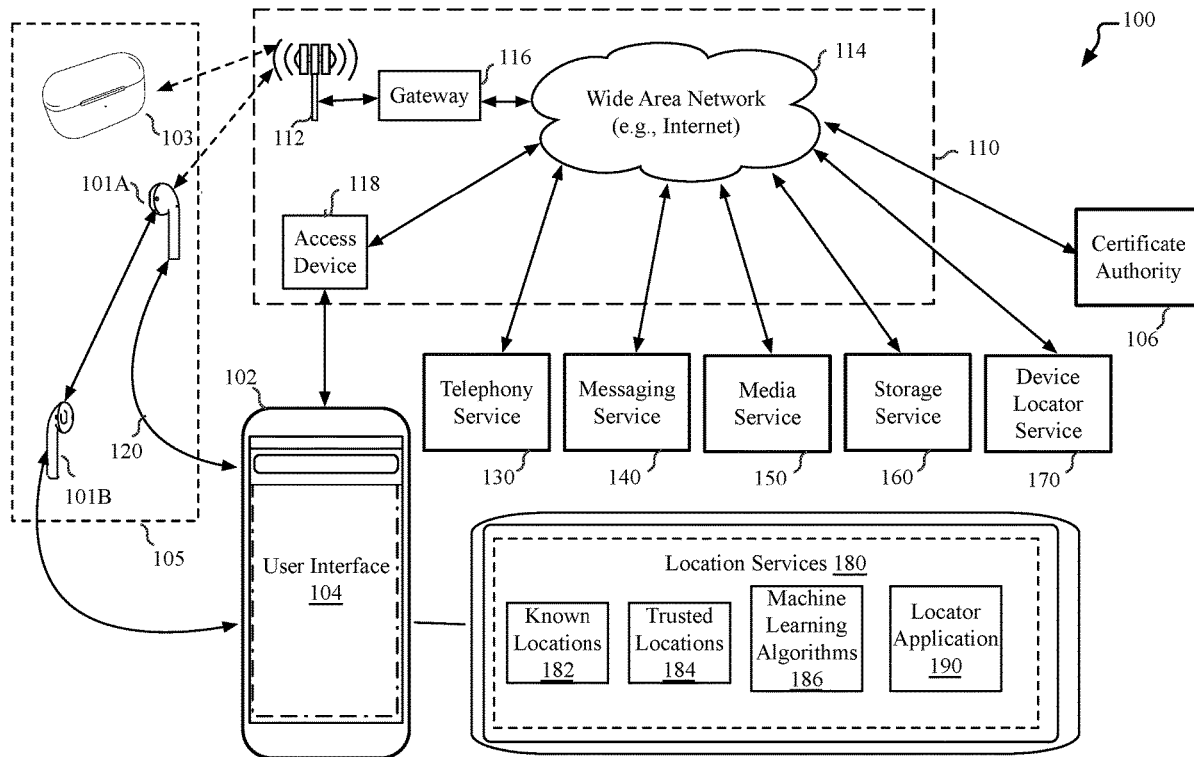 100
112
116
Gateway
114
Wide Area Network
(e.g., Internet)
110
103
101A
118
Access
Device
Certificate
Authority
106
102
120
101B
105
Telephony
Service
130
Messaging
Service
140
Media
Service
150
Storage
Service
160
Device
Locator
Service
170
User Interface
104
Location Services 180
Known
Locations
182
Trusted
Locations
184
Machine
Learning
Algorithms
186
Locator
Application
190